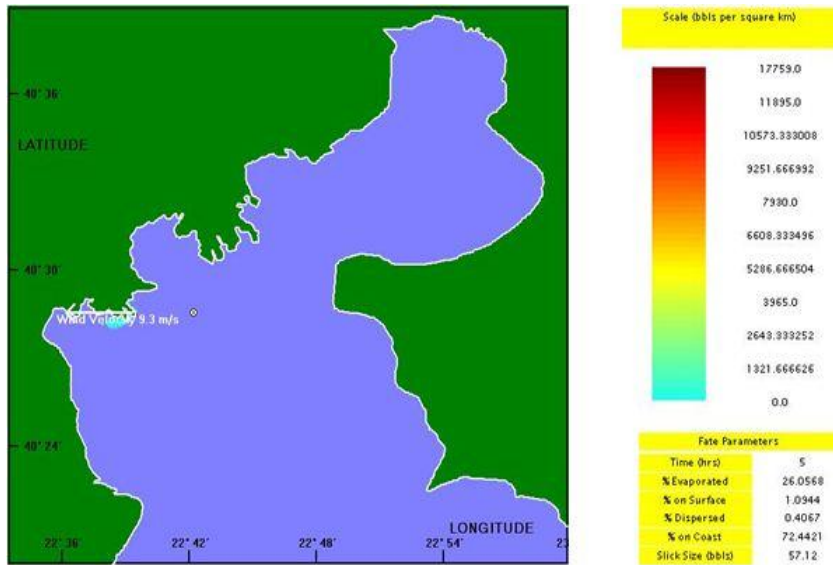 40° 36'
LATITUDE
40° 30'
Wind Velocity 9.3 m/s
40° 24'
LONGITUDE
22° 36' 22° 42' 22° 48' 22° 54' 23
Scale (bbls per square km)
17759.0
11895.0
10573.333008
9251.666992
7930.0
6608.333496
5286.666504
3965.0
2643.333252
1321.666626
0.0
Fate Parameters
Time (hrs) 5
% Evaporated 26.0568
% on Surface 1.0944
% Dispersed 0.4067
% on Coast 72.4421
Slick Size (bbls) 57.12